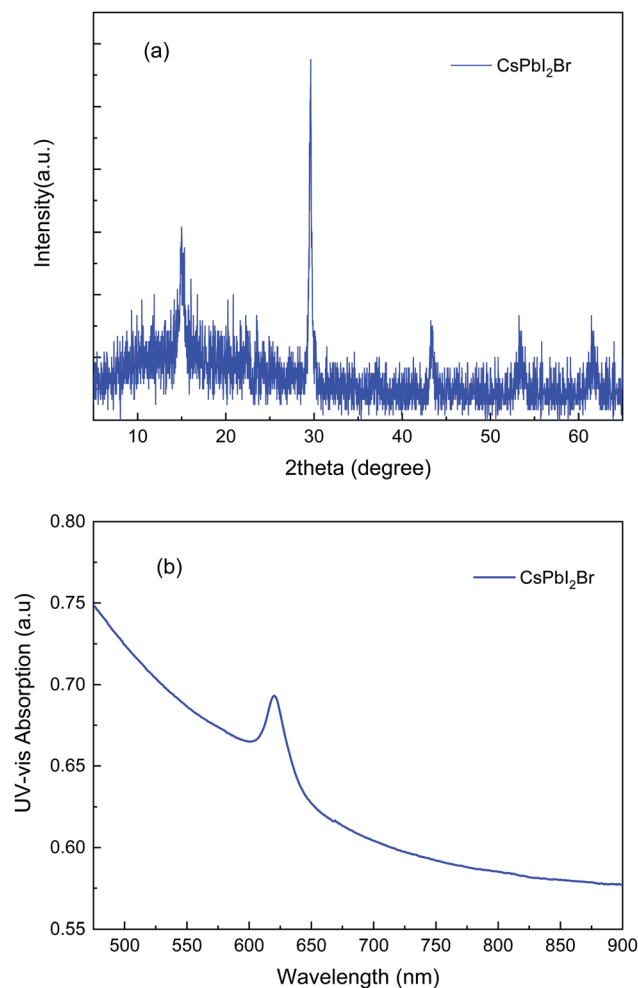 (a)
CsPbI₂Br
Intensity(a.u.)
10 20 30 40 50 60
2theta (degree)
0.80
(b)
CsPbI₂Br
0.75
0.70
0.65
0.60
0.55
UV-vis Absorption (a.u)
500 550 600 650 700 750 800 850 900
Wavelength (nm)